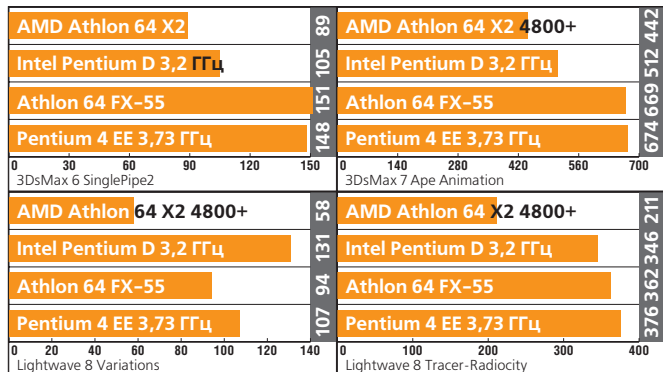 AMD Athlon 64 X2 89
Intel Pentium D 3,2 ГГц 105
Athlon 64 FX-55 151
Pentium 4 EE 3,73 ГГц 148
0 30 60 90 120 150
3DsMax 6 SinglePipe2
AMD Athlon 64 X2 4800+ 442
Intel Pentium D 3,2 ГГц 512
Athlon 64 FX-55 669
Pentium 4 EE 3,73 ГГц 674
0 140 280 420 560 700
3DsMax 7 Ape Animation
AMD Athlon 64 X2 4800+ 58
Intel Pentium D 3,2 ГГц 131
Athlon 64 FX-55 94
Pentium 4 EE 3,73 ГГц 107
0 20 40 60 80 100 120 140
Lightwave 8 Variations
AMD Athlon 64 X2 4800+ 211
Intel Pentium D 3,2 ГГц 346
Athlon 64 FX-55 362
Pentium 4 EE 3,73 ГГц 376
0 100 200 300 400
Lightwave 8 Tracer-Radiocity